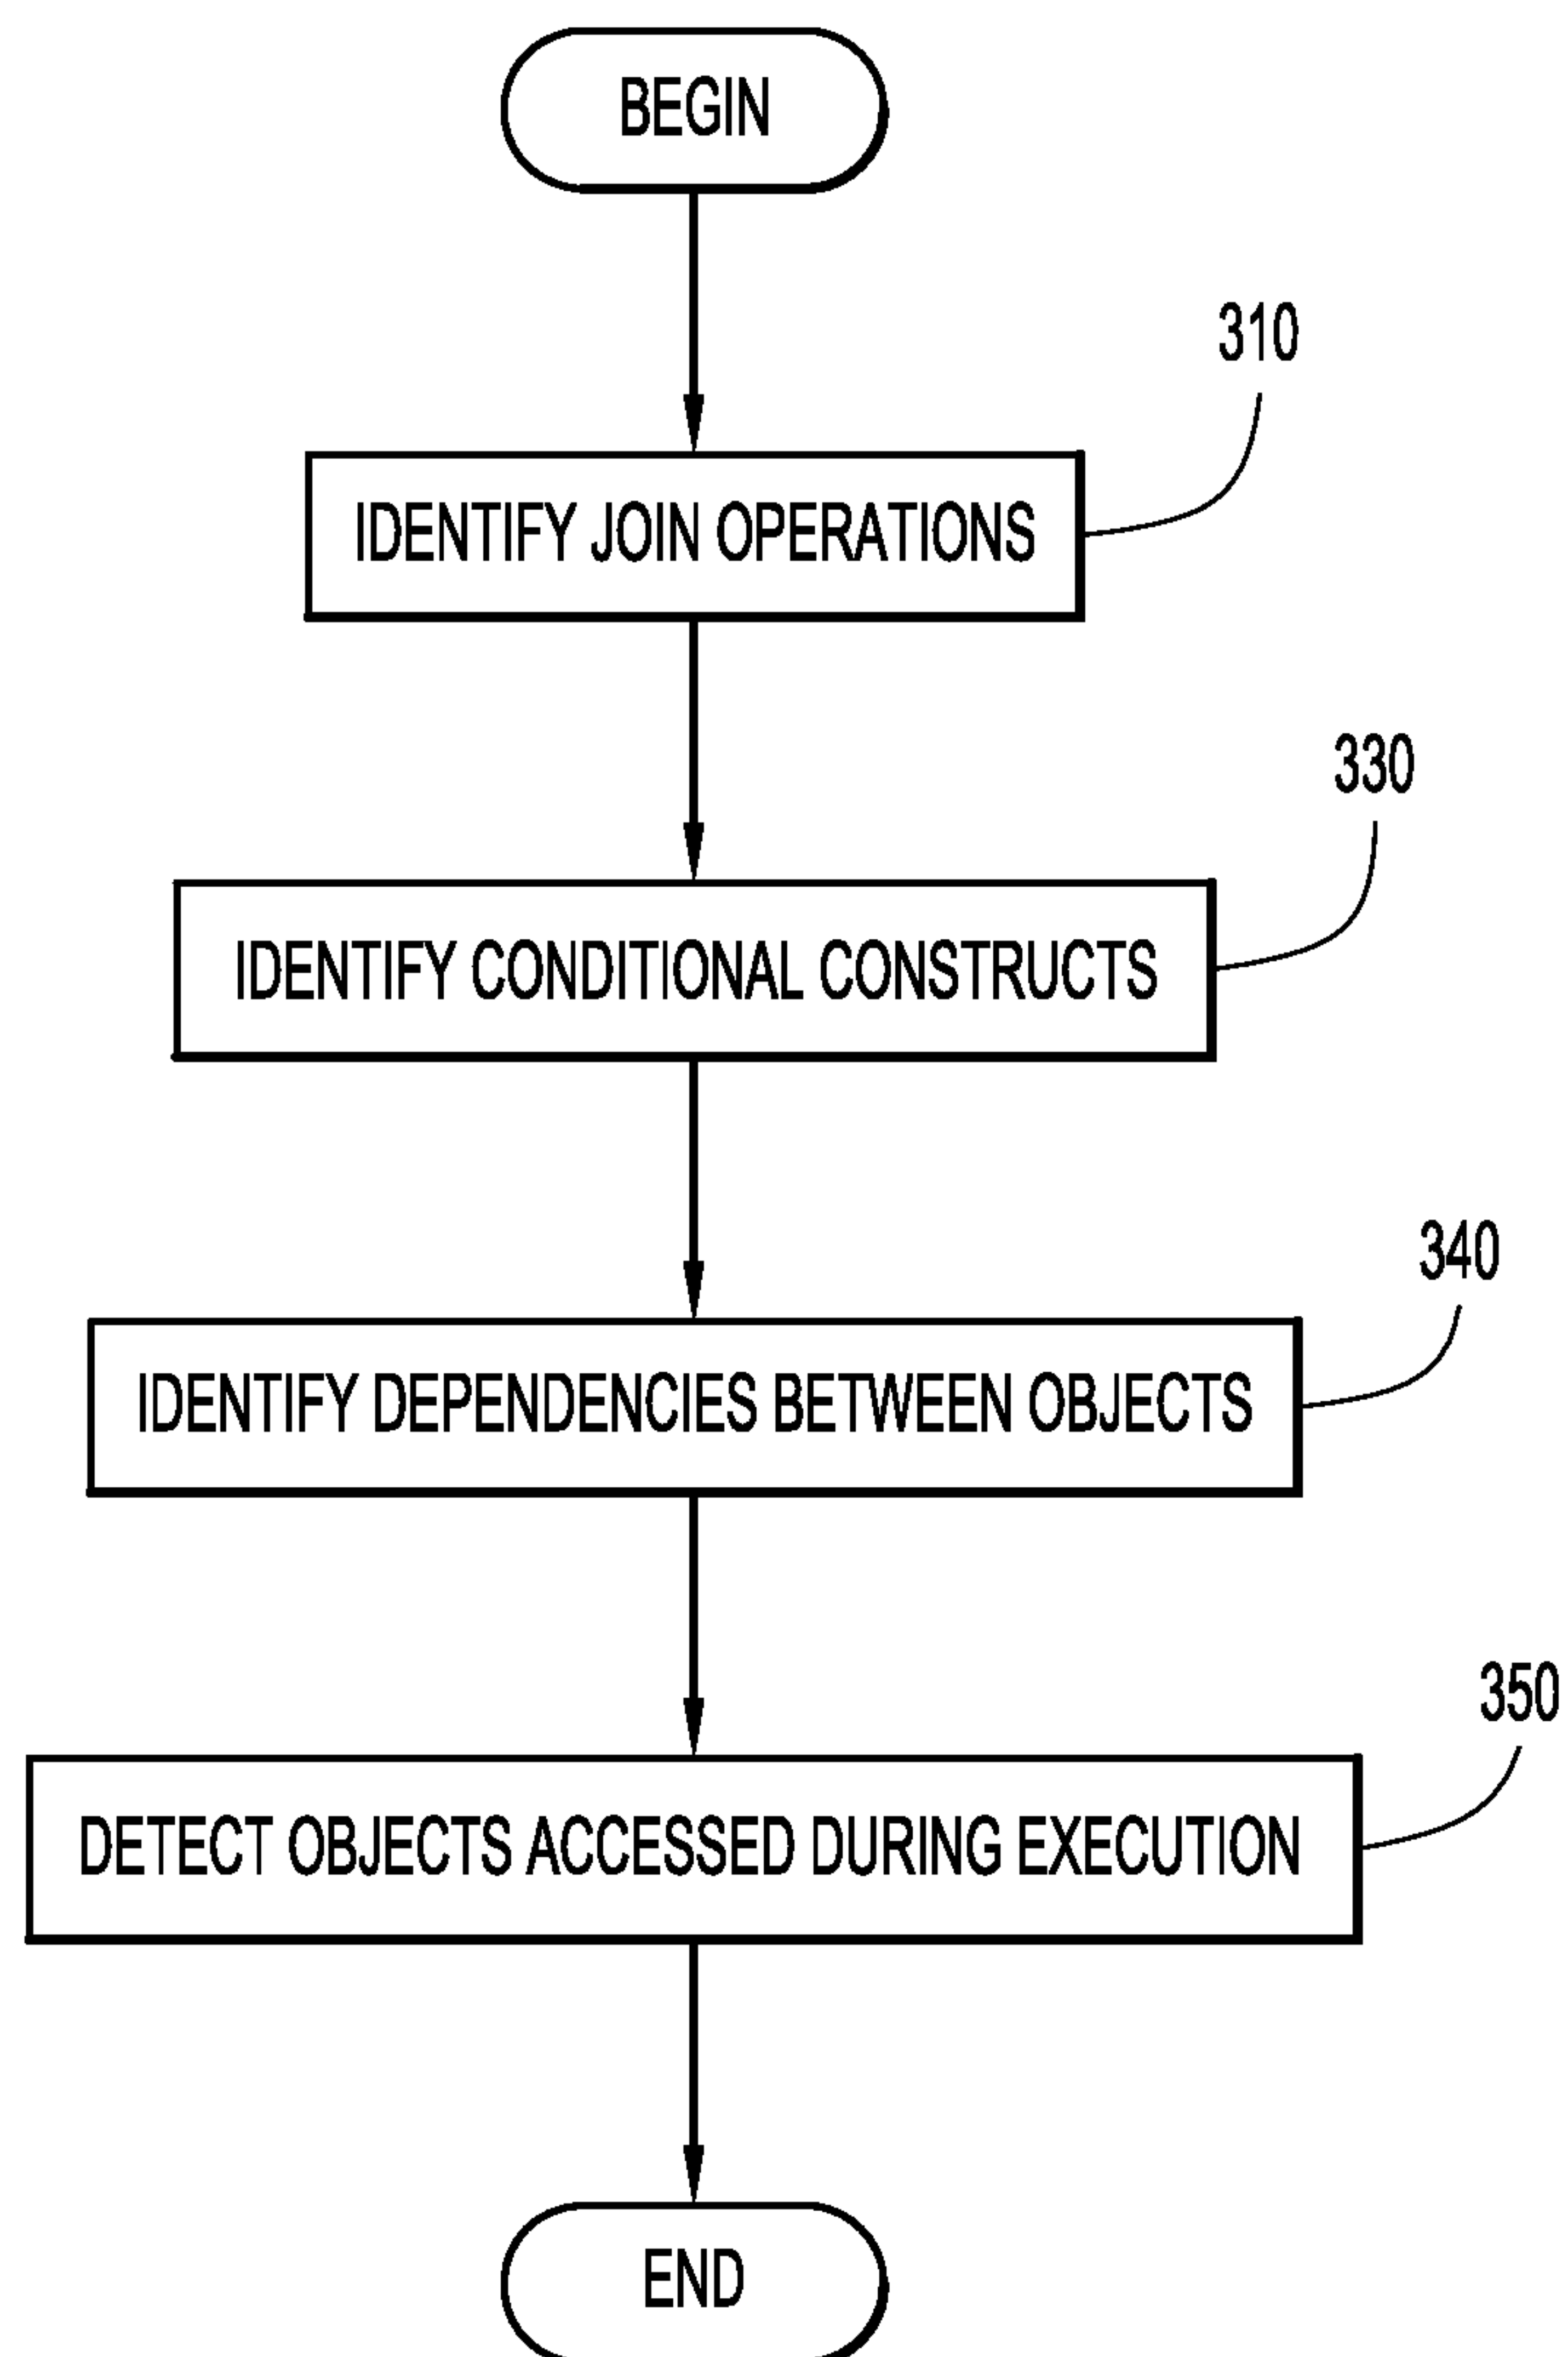 BEGIN
310
IDENTIFY JOIN OPERATIONS
330
IDENTIFY CONDITIONAL CONSTRUCTS
340
IDENTIFY DEPENDENCIES BETWEEN OBJECTS
350
DETECT OBJECTS ACCESSED DURING EXECUTION
END